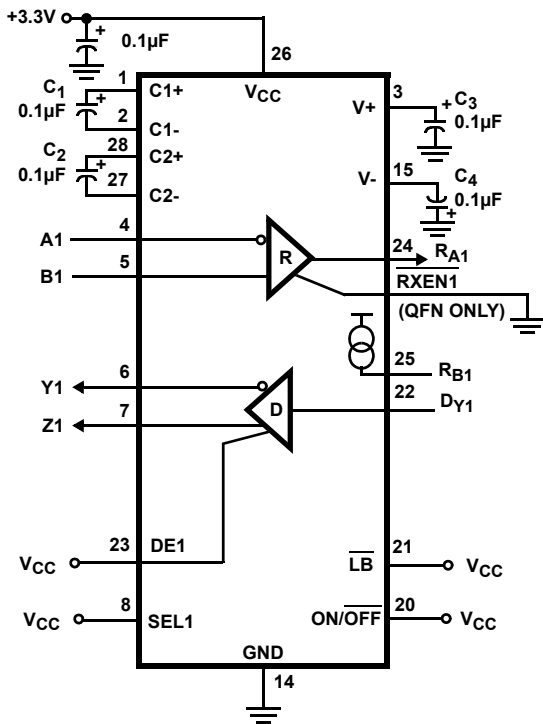 +3.3V
0.1µF
26
VCC
C1
0.1µF
1
C1+
2
C1-
C2
0.1µF
28
C2+
27
C2-
3
V+
C3
0.1µF
15
V-
C4
0.1µF
A1
4
B1
5
R
24
RA1
RXEN1
(QFN ONLY)
25
RB1
Y1
6
Z1
7
D
22
DY1
VCC
23
DE1
21
LB
VCC
VCC
8
SEL1
20
ON/OFF
VCC
GND
14